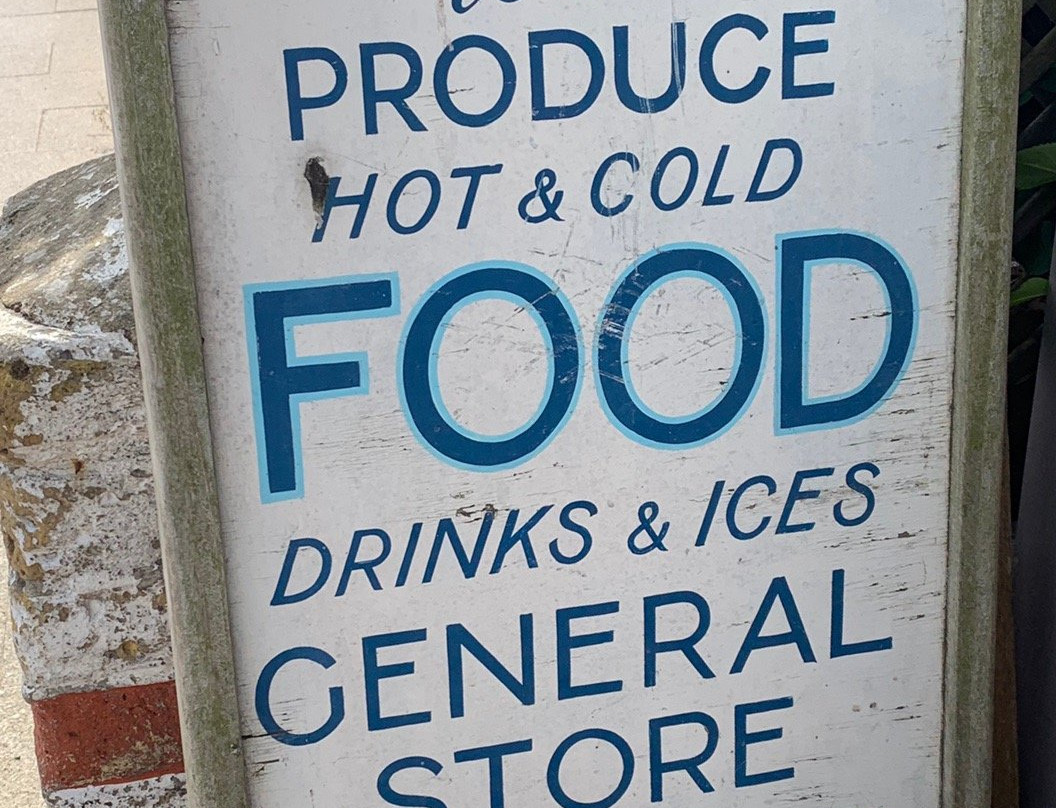 PRODUCE
HOT & COLD
FOOD
DRINKS & ICES
GENERAL
STORE